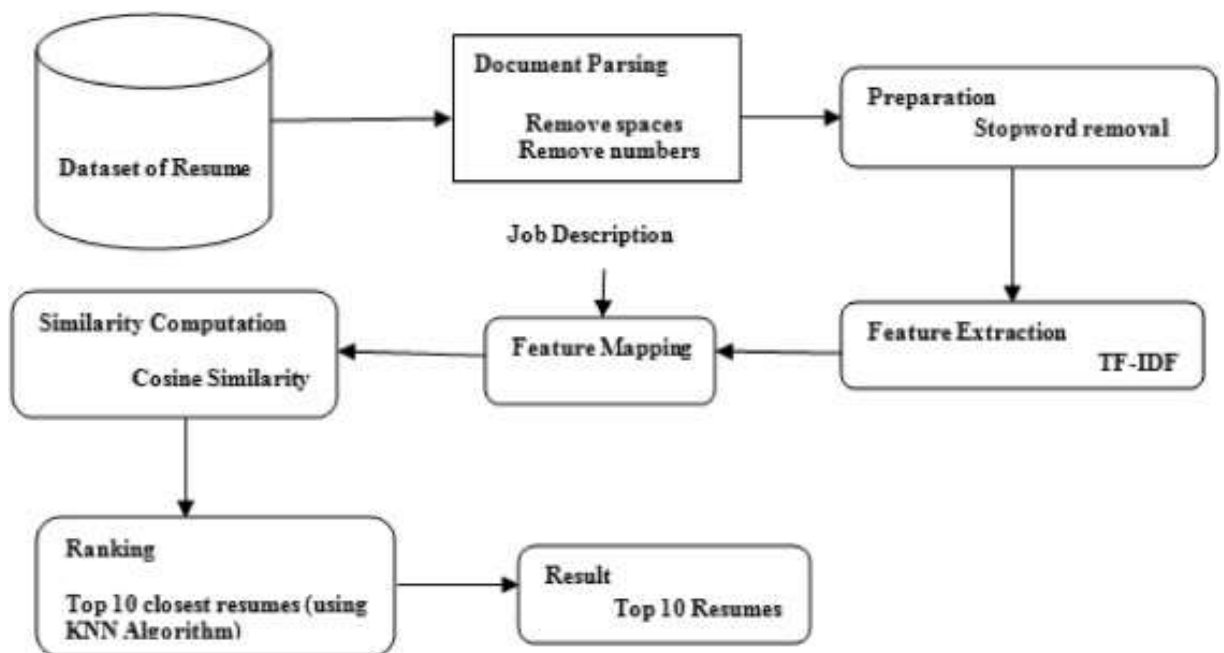 Dataset of Resume
Document Parsing
Remove spaces
Remove numbers
Preparation
Stopword removal
Job Description
Feature Extraction
TF-IDF
Feature Mapping
Similarity Computation
Cosine Similarity
Ranking
Top 10 closest resumes (using
KNN Algorithm)
Result
Top 10 Resumes